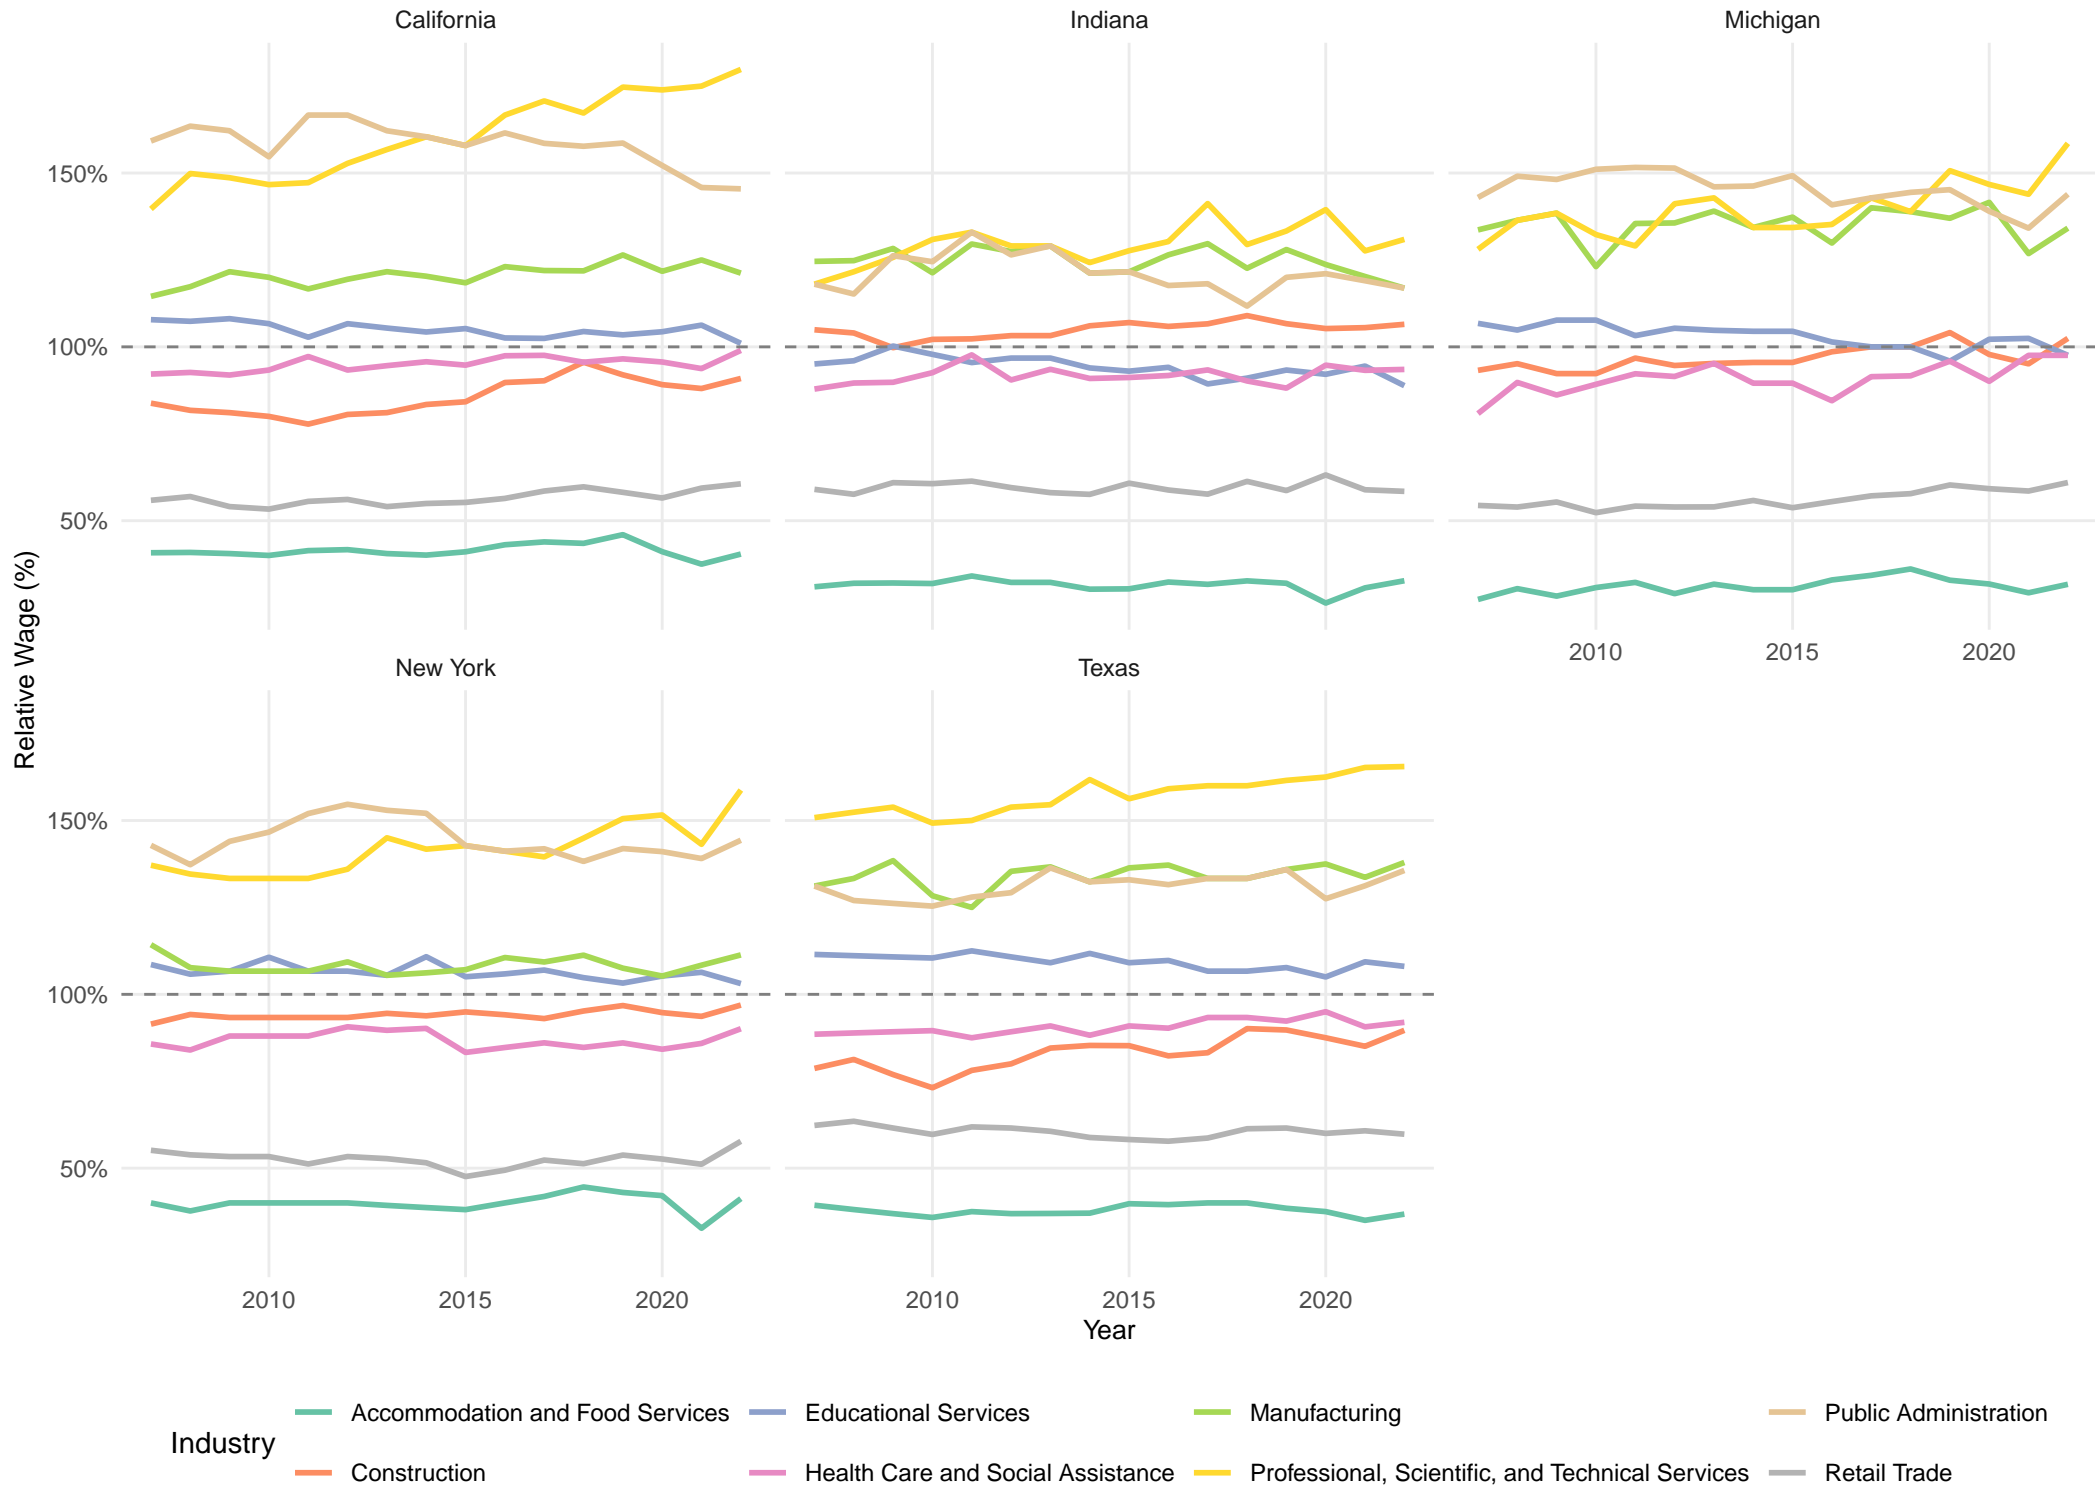 California
Indiana
Michigan
150%
100%
50%
2010 2015 2020
New York
Texas
Relative Wage (%)
150%
100%
50%
2010 2015 2020
2010 2015 2020
Year
Industry
Accommodation and Food Services
Educational Services
Manufacturing
Public Administration
Construction
Health Care and Social Assistance
Professional, Scientific, and Technical Services
Retail Trade